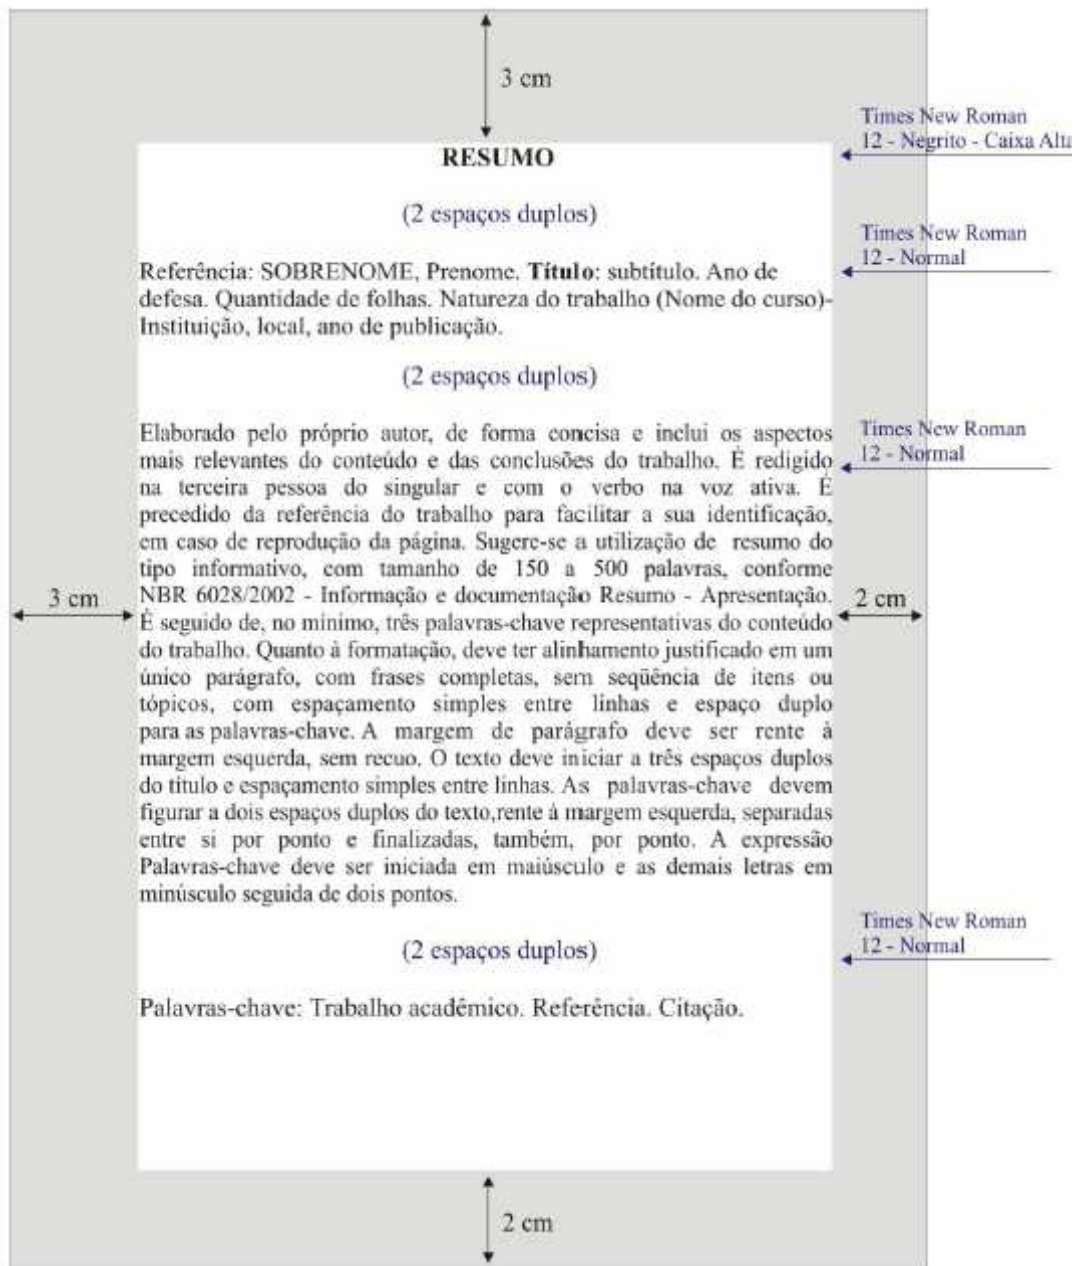 3 cm
Times New Roman
12 - Negrito - Caixa Alta
RESUMO
(2 espaços duplos)
Times New Roman
12 - Normal
Referência: SOBRENOME, Prenome. Título: subtítulo. Ano de
defesa. Quantidade de folhas. Natureza do trabalho (Nome do curso)-
Instituição, local, ano de publicação.
(2 espaços duplos)
Times New Roman
12 - Normal
Elaborado pelo próprio autor, de forma concisa e inclui os aspectos
mais relevantes do conteúdo e das conclusões do trabalho. É redigido
na terceira pessoa do singular e com o verbo na voz ativa. É
precedido da referência do trabalho para facilitar a sua identificação,
em caso de reprodução da página. Sugere-se a utilização de resumo do
tipo informativo, com tamanho de 150 a 500 palavras, conforme
NBR 6028/2002 - Informação e documentação Resumo - Apresentação.
É seguido de, no mínimo, três palavras-chave representativas do conteúdo
do trabalho. Quanto à formatação, deve ter alinhamento justificado em um
único parágrafo, com frases completas, sem seqüência de itens ou
tópicos, com espaçamento simples entre linhas e espaço duplo
para as palavras-chave. A margem de parágrafo deve ser rente à
margem esquerda, sem recuo. O texto deve iniciar a três espaços duplos
do título e espaçamento simples entre linhas. As palavras-chave devem
figurar a dois espaços duplos do texto,rente à margem esquerda, separadas
entre si por ponto e finalizadas, também, por ponto. A expressão
Palavras-chave deve ser iniciada em maiúsculo e as demais letras em
minúsculo seguida de dois pontos.
3 cm
2 cm
(2 espaços duplos)
Times New Roman
12 - Normal
Palavras-chave: Trabalho acadêmico. Referência. Citação.
2 cm